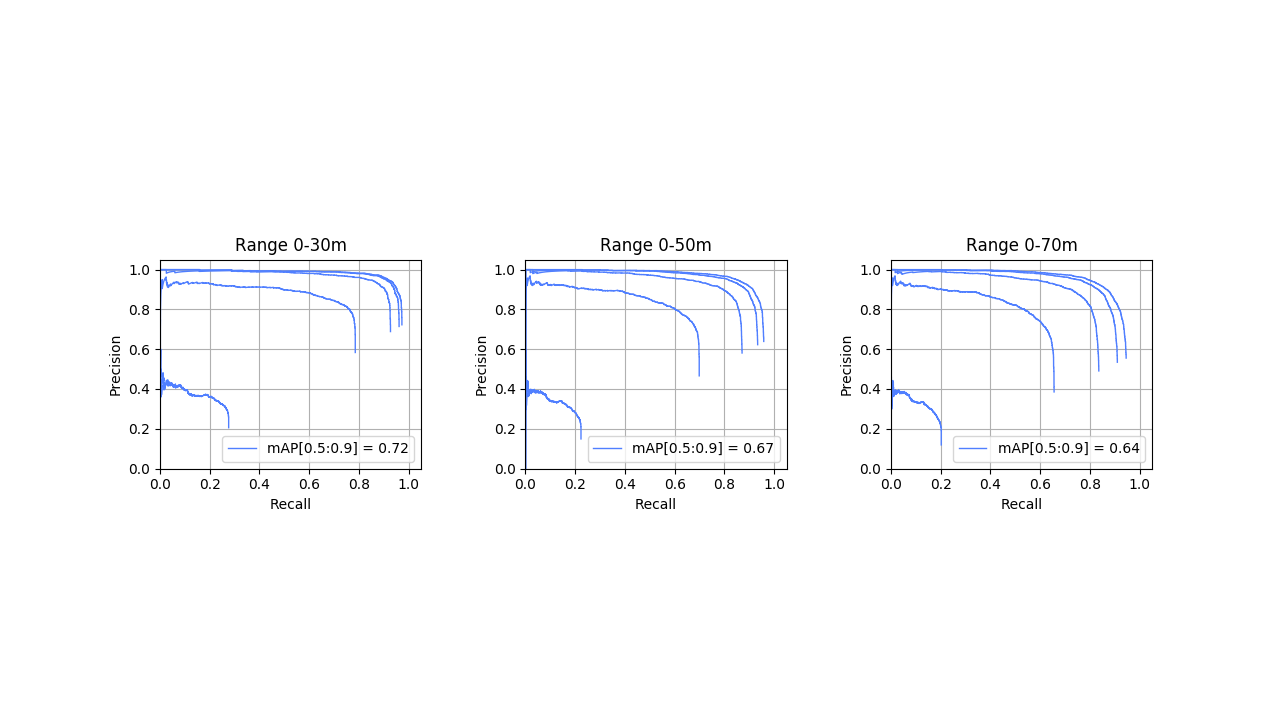 Range 0-30m
Precision
1.0
0.8
0.6
0.4
0.2
0.0
mAP[0.5:0.9] = 0.72
0.0 0.2 0.4 0.6 0.8 1.0
Recall
Range 0-50m
Precision
1.0
0.8
0.6
0.4
0.2
0.0
mAP[0.5:0.9] = 0.67
0.0 0.2 0.4 0.6 0.8 1.0
Recall
Range 0-70m
Precision
1.0
0.8
0.6
0.4
0.2
0.0
mAP[0.5:0.9] = 0.64
0.0 0.2 0.4 0.6 0.8 1.0
Recall